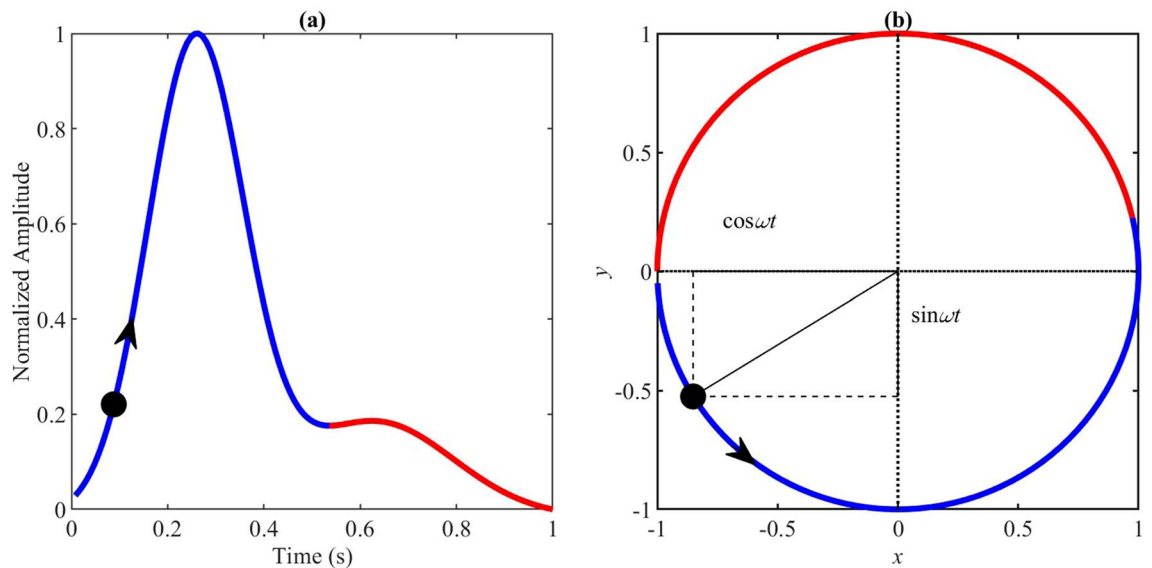 (a)
Normalized Amplitude
1
0.8
0.6
0.4
0.2
0
0 0.2 0.4 0.6 0.8 1
Time (s)
(b)
y
1
0.5
0
-0.5
-1
cosωt
sinωt
-1 -0.5 0 0.5 1
x